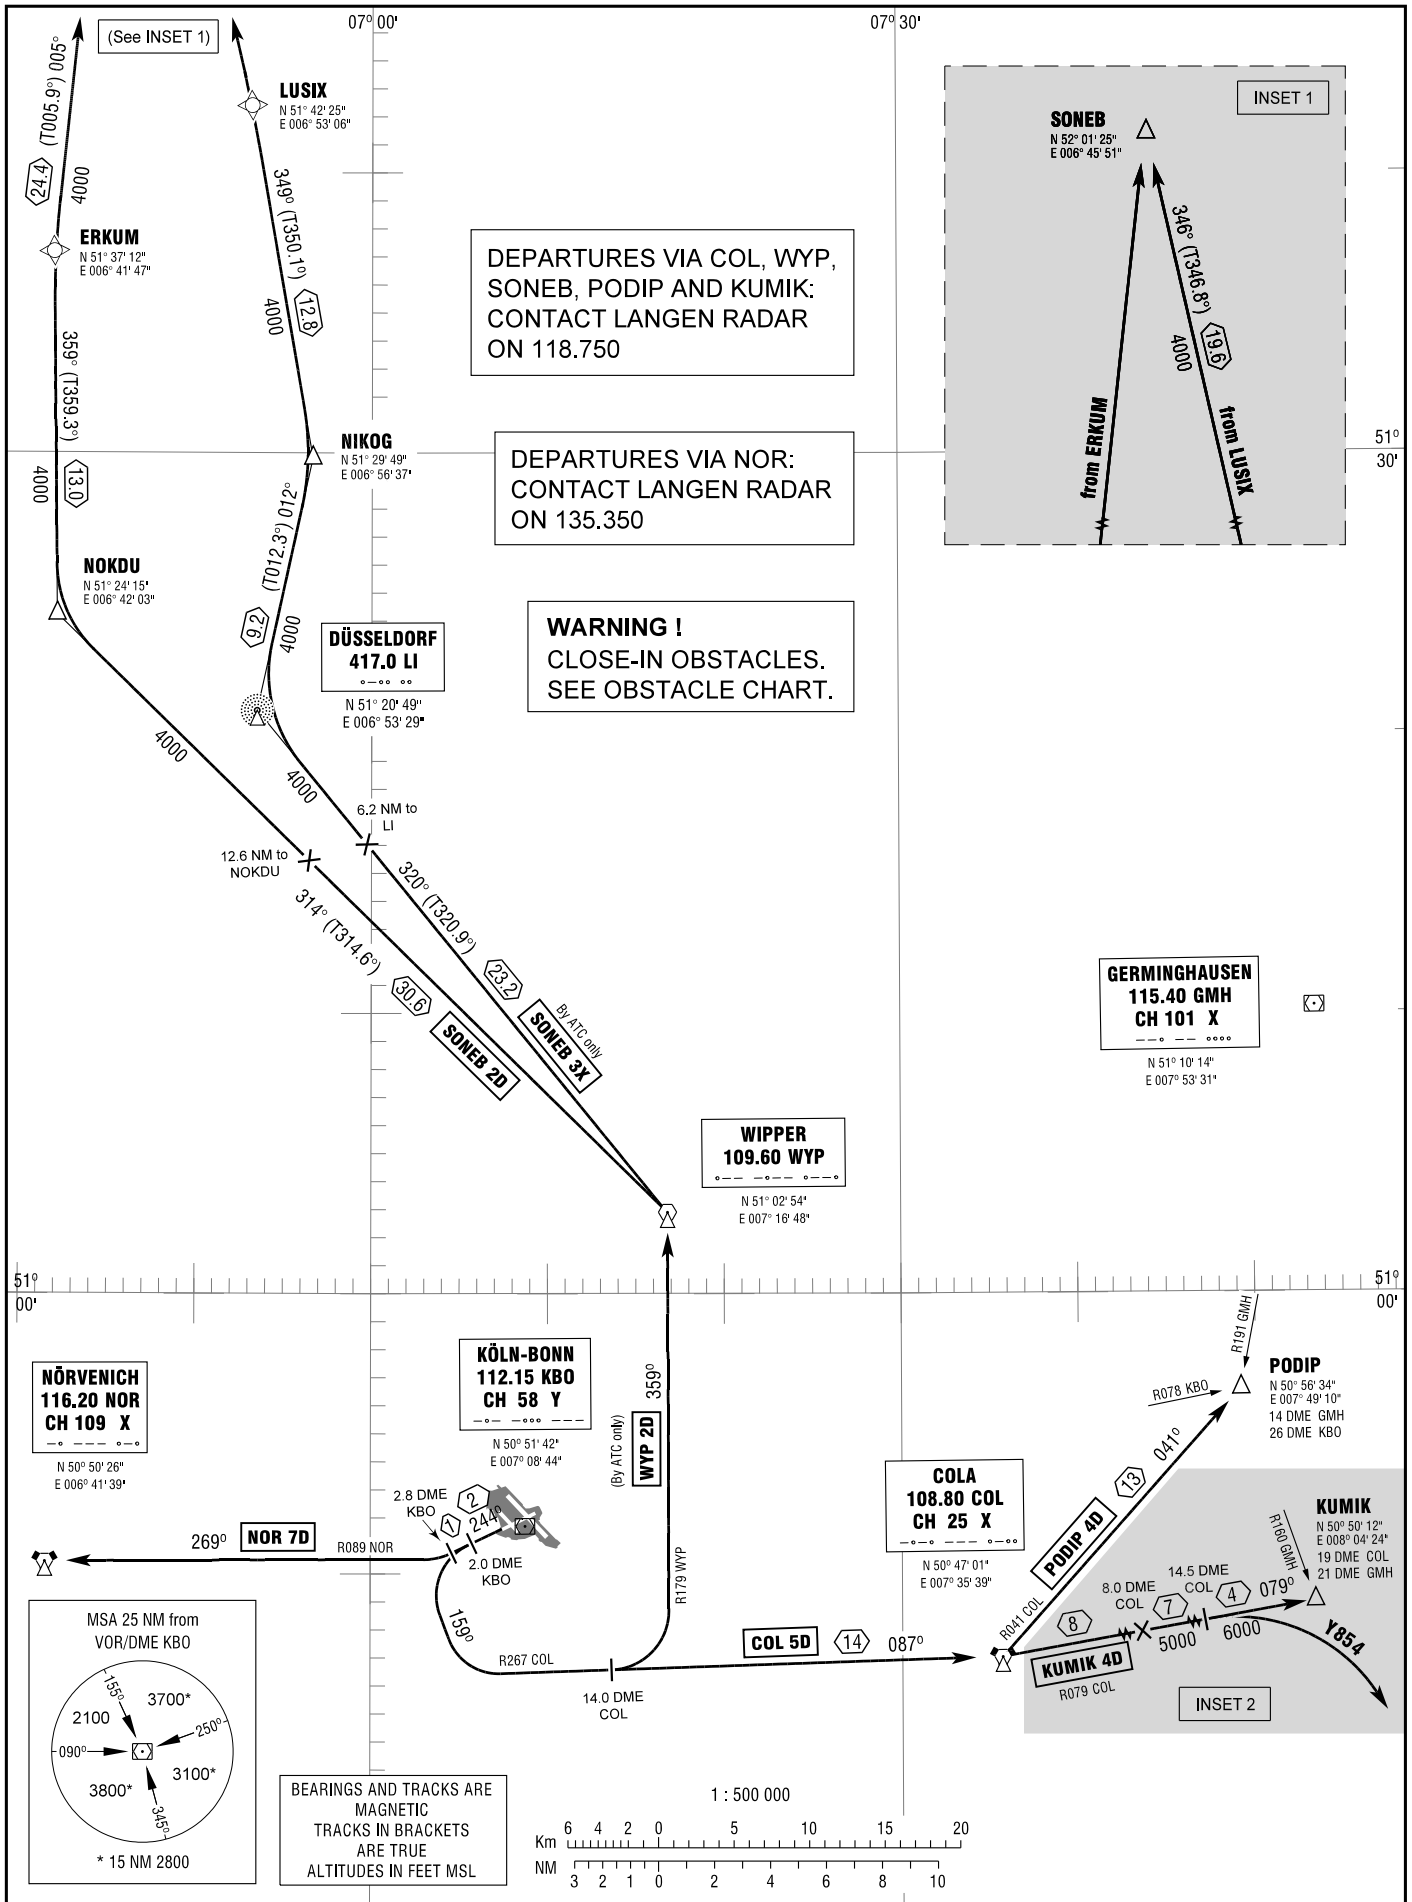 07° 00'
07° 30'
(See INSET 1)
LUSIX
N 51° 42' 25"
E 006° 53' 06"
24.4
(T005.9°) 005°
4000
ERKUM
N 51° 37' 12"
E 006° 41' 47"
349° (T350.1°)
12.8
4000
INSET 1
SONEB
N 52° 01' 25"
E 006° 45' 51"
346° (T346.8°)
19.6
4000
from ERKUM
from LUSIX
DEPARTURES VIA COL, WYP,
SONEB, PODIP AND KUMIK:
CONTACT LANGEN RADAR
ON 118.750
359° (T359.3°)
13.0
4000
NIKOG
N 51° 29' 49"
E 006° 56' 37"
51°
30'
DEPARTURES VIA NOR:
CONTACT LANGEN RADAR
ON 135.350
(T012.3°) 012°
9.2
4000
NOKDU
N 51° 24' 15"
E 006° 42' 03"
DÜSSELDORF
417.0 LI
N 51° 20' 49"
E 006° 53' 29"
WARNING !
CLOSE-IN OBSTACLES.
SEE OBSTACLE CHART.
4000
4000
6.2 NM to
LI
12.6 NM to
NOKDU
314° (T314.6°)
30.6
SONEB 2D
320° (T320.9°)
23.2
By ATC only
SONEB 3X
GERMINGHAUSEN
115.40 GMH
CH 101 X
N 51° 10' 14"
E 007° 53' 31"
WIPPER
109.60 WYP
N 51° 02' 54"
E 007° 16' 48"
51°
00'
51°
00'
NÖRVENICH
116.20 NOR
CH 109 X
N 50° 50' 26"
E 006° 41' 39"
KÖLN-BONN
112.15 KBO
CH 58 Y
N 50° 51' 42"
E 007° 08' 44"
359°
(By ATC only)
WYP 2D
R179 WYP
R191 GMH
R078 KBO
PODIP
N 50° 56' 34"
E 007° 49' 10"
14 DME GMH
26 DME KBO
COLA
108.80 COL
CH 25 X
N 50° 47' 01"
E 007° 35' 39"
041°
13
PODIP 4D
R041 COL
2.8 DME
KBO
1
2
244°
2.0 DME
KBO
269°
NOR 7D
R089 NOR
159°
R267 COL
14.0 DME
COL
COL 5D
14
087°
KUMIK
N 50° 50' 12"
E 008° 04' 24"
19 DME COL
21 DME GMH
R160 GMH
14.5 DME
COL
8.0 DME
COL
8
7
4
079°
5000
6000
KUMIK 4D
R079 COL
Y854
INSET 2
MSA 25 NM from
VOR/DME KBO
155°
3700*
2100
250°
090°
3100*
3800*
345°
* 15 NM 2800
BEARINGS AND TRACKS ARE
MAGNETIC
TRACKS IN BRACKETS
ARE TRUE
ALTITUDES IN FEET MSL
1 : 500 000
Km 6 4 2 0 5 10 15 20
NM 3 2 1 0 2 4 6 8 10